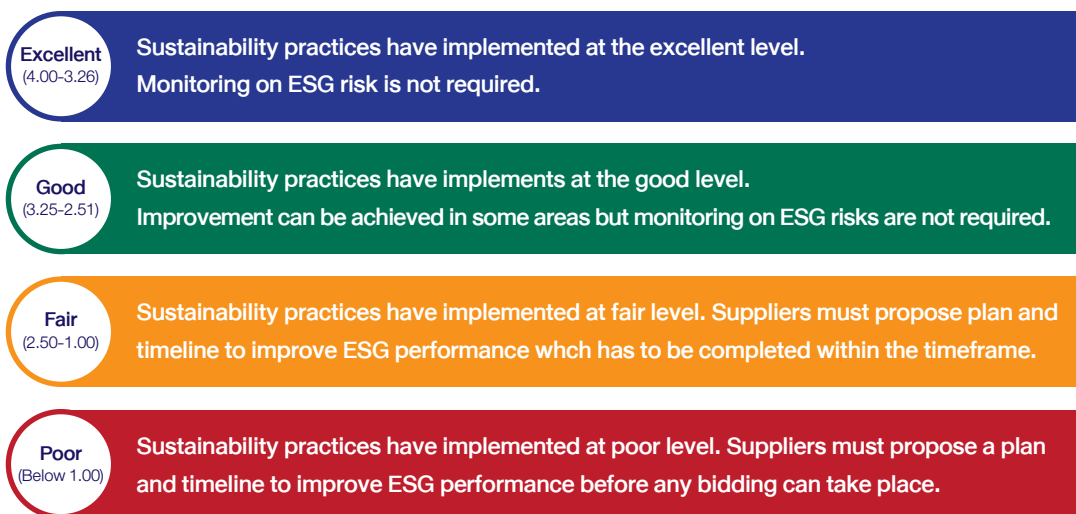 Excellent
(4.00-3.26)
Sustainability practices have implemented at the excellent level.
Monitoring on ESG risk is not required.
Good
(3.25-2.51)
Sustainability practices have implements at the good level.
Improvement can be achieved in some areas but monitoring on ESG risks are not required.
Fair
(2.50-1.00)
Sustainability practices have implemented at fair level. Suppliers must propose plan and
timeline to improve ESG performance whch has to be completed within the timeframe.
Poor
(Below 1.00)
Sustainability practices have implemented at poor level. Suppliers must propose a plan
and timeline to improve ESG performance before any bidding can take place.